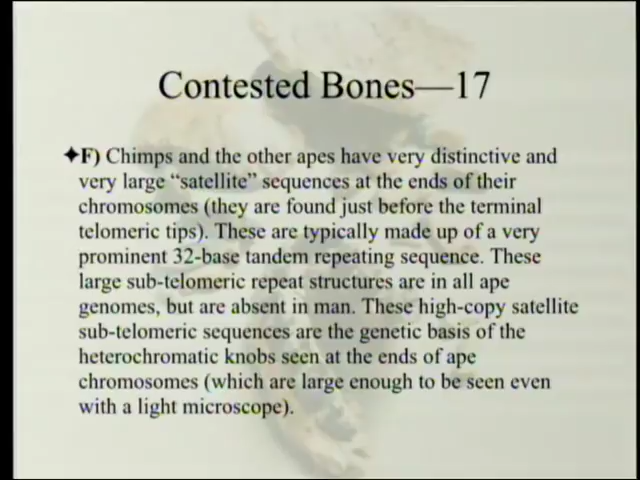 Contested Bones—17
✦F) Chimps and the other apes have very distinctive and
very large “satellite” sequences at the ends of their
chromosomes (they are found just before the terminal
telomeric tips). These are typically made up of a very
prominent 32-base tandem repeating sequence. These
large sub-telomeric repeat structures are in all ape
genomes, but are absent in man. These high-copy satellite
sub-telomeric sequences are the genetic basis of the
heterochromatic knobs seen at the ends of ape
chromosomes (which are large enough to be seen even
with a light microscope).